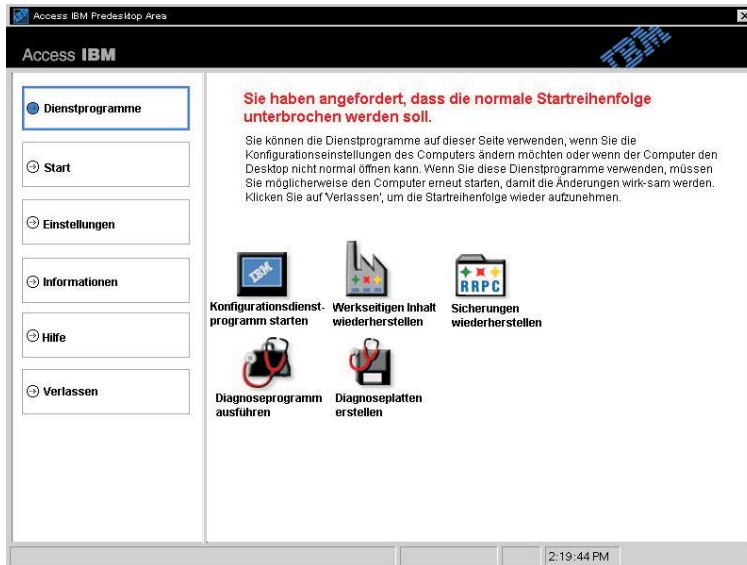 Access IBM Predesktop Area
Access IBM
IBM
Dienstprogramme
Start
Einstellungen
Informationen
Hilfe
Verlassen
Sie haben angefordert, dass die normale Startreihenfolge
unterbrochen werden soll.
Sie können die Dienstprogramme auf dieser Seite verwenden, wenn Sie die
Konfigurationseinstellungen des Computers ändern möchten oder wenn der Computer den
Desktop nicht normal öffnen kann. Wenn Sie diese Dienstprogramme verwenden, müssen
Sie möglicherweise den Computer erneut starten, damit die Änderungen wirk-sam werden.
Klicken Sie auf 'Verlassen', um die Startreihenfolge wieder aufzunehmen.
IBM
Konfigurationsdienst-
programm starten
Werkseitigen Inhalt
wiederherstellen
RRPC
Sicherungen
wiederherstellen
Diagnoseprogramm
ausführen
Diagnoseplatten
erstellen
2:19:44 PM